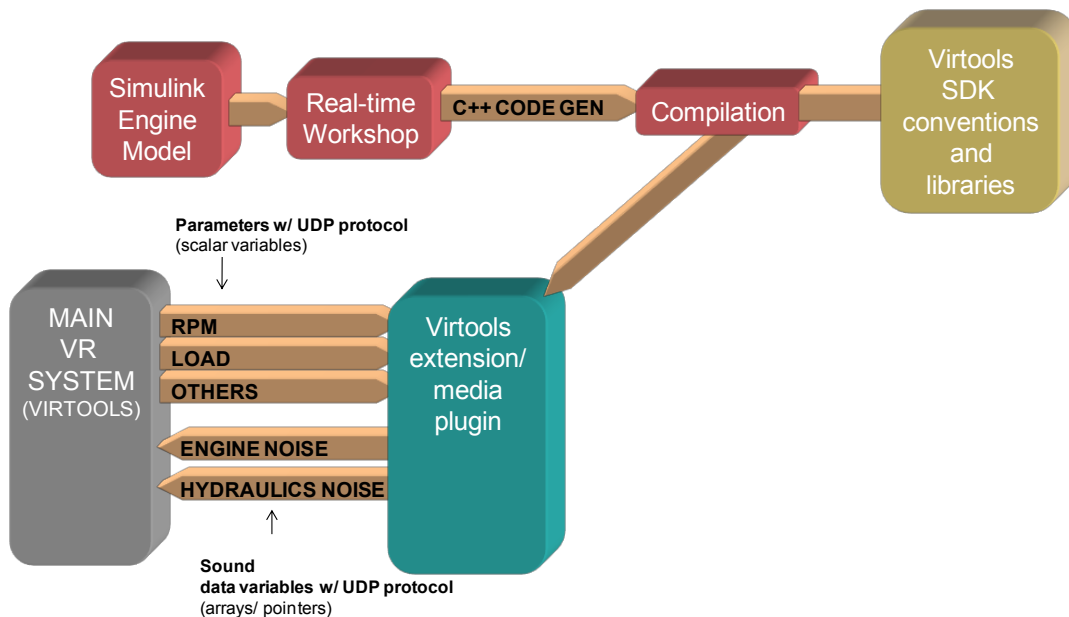 Simulink
Engine
Model
Real-time
Workshop
C++ CODE GEN
Compilation
Virtools
SDK
conventions
and
libraries
Parameters w/ UDP protocol
(scalar variables)
MAIN
VR
SYSTEM
(VIRTOOLS)
RPM
LOAD
OTHERS
ENGINE NOISE
HYDRAULICS NOISE
Virtools
extension/
media
plugin
Sound
data variables w/ UDP protocol
(arrays/ pointers)